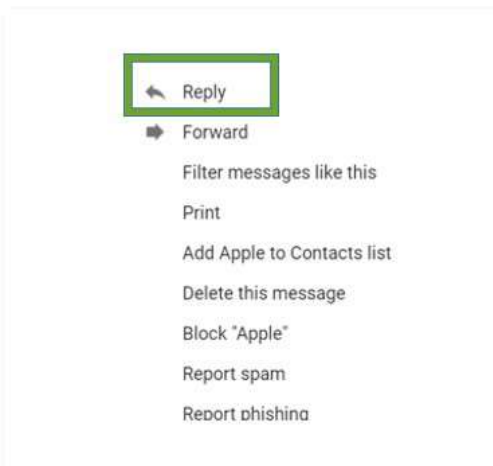 Reply
Forward
Filter messages like this
Print
Add Apple to Contacts list
Delete this message
Block "Apple"
Report spam
Report phishing